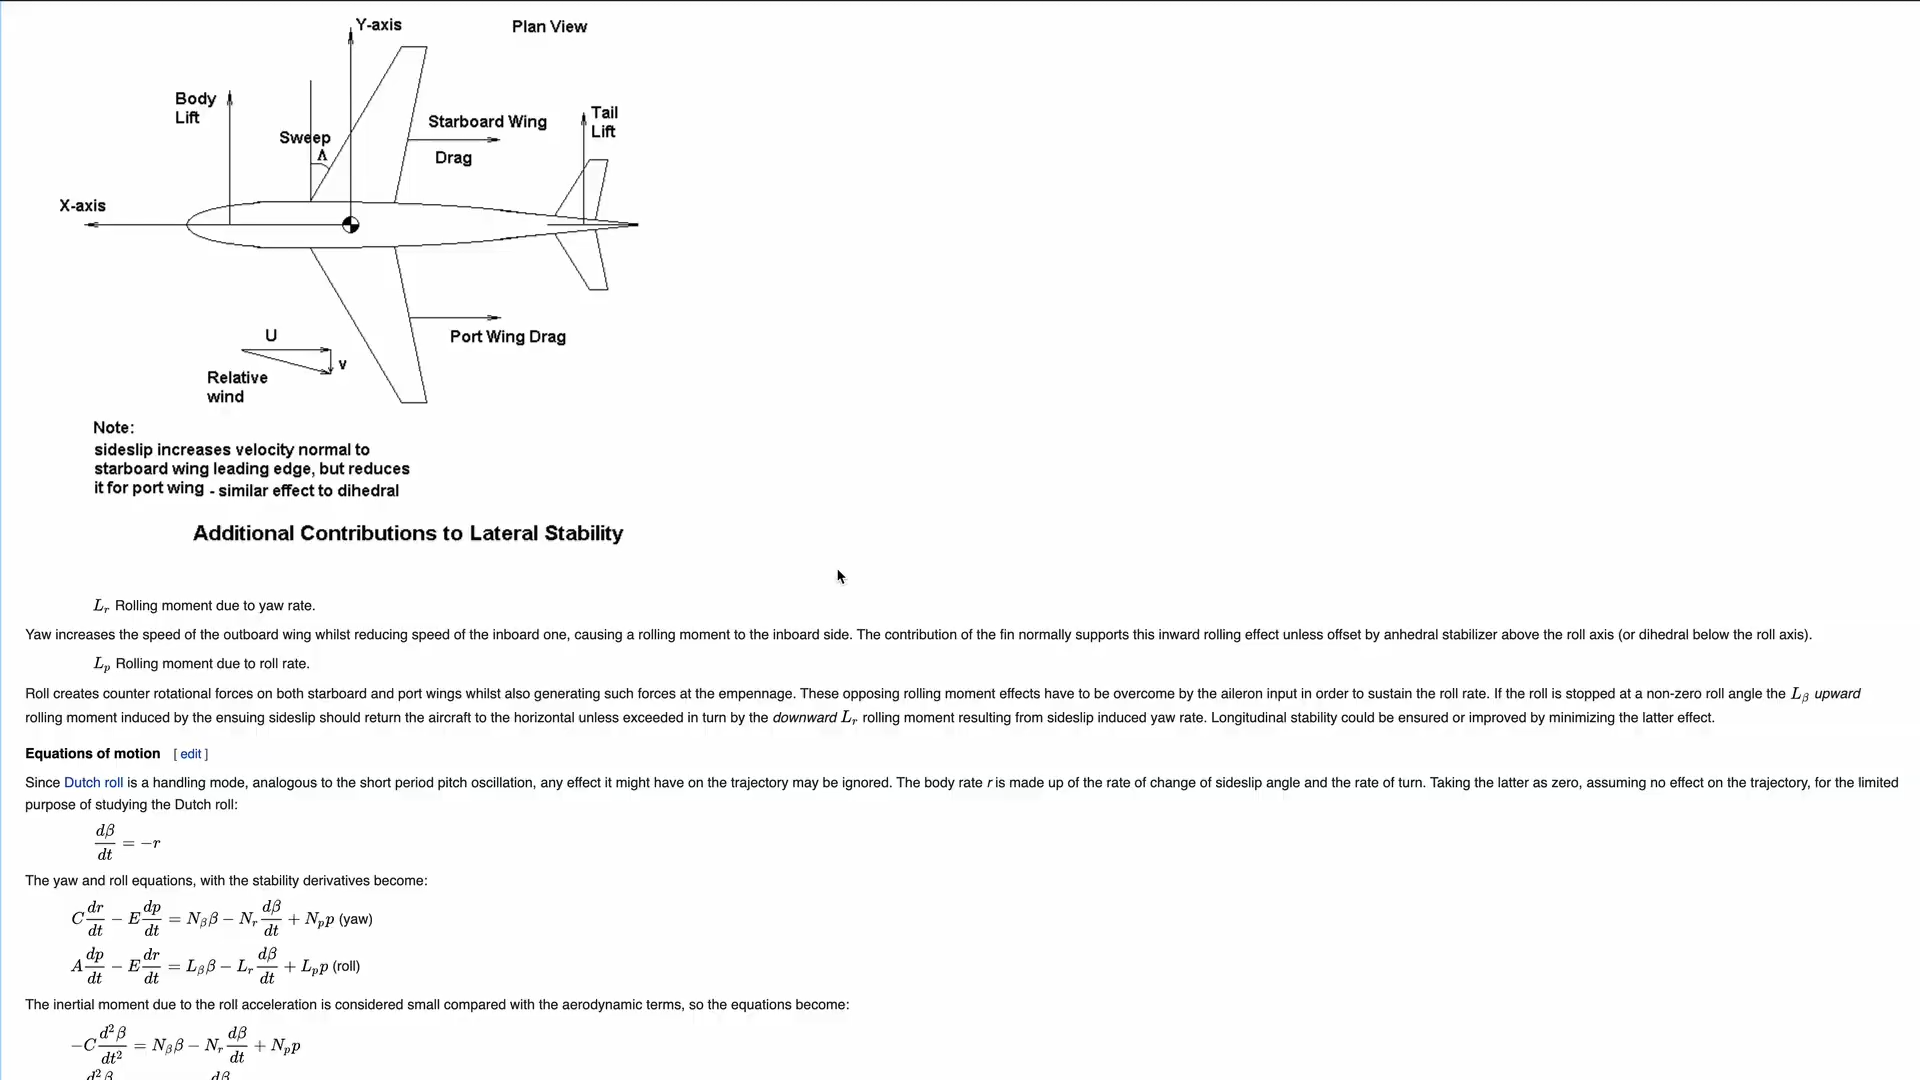 Y-axis
Plan View
Body
Lift
Tail
Lift
Starboard Wing
Drag
Sweep
Λ
X-axis
U
v
Port Wing Drag
Relative
wind
Note:
sideslip increases velocity normal to
starboard wing leading edge, but reduces
it for port wing - similar effect to dihedral
Additional Contributions to Lateral Stability
L_r Rolling moment due to yaw rate.
Yaw increases the speed of the outboard wing whilst reducing speed of the inboard one, causing a rolling moment to the inboard side. The contribution of the fin normally supports this inward rolling effect unless offset by anhedral stabilizer above the roll axis (or dihedral below the roll axis).
L_p Rolling moment due to roll rate.
Roll creates counter rotational forces on both starboard and port wings whilst also generating such forces at the empennage. These opposing rolling moment effects have to be overcome by the aileron input in order to sustain the roll rate. If the roll is stopped at a non-zero roll angle the L_β upward
rolling moment induced by the ensuing sideslip should return the aircraft to the horizontal unless exceeded in turn by the downward L_r rolling moment resulting from sideslip induced yaw rate. Longitudinal stability could be ensured or improved by minimizing the latter effect.
Equations of motion [ edit ]
Since Dutch roll is a handling mode, analogous to the short period pitch oscillation, any effect it might have on the trajectory may be ignored. The body rate r is made up of the rate of change of sideslip angle and the rate of turn. Taking the latter as zero, assuming no effect on the trajectory, for the limited
purpose of studying the Dutch roll:
dβ/dt = −r
The yaw and roll equations, with the stability derivatives become:
C dr/dt − E dp/dt = N_β β − N_r dβ/dt + N_p p (yaw)
A dp/dt − E dr/dt = L_β β − L_r dβ/dt + L_p p (roll)
The inertial moment due to the roll acceleration is considered small compared with the aerodynamic terms, so the equations become:
−C d²β/dt² = N_β β − N_r dβ/dt + N_p p
d²β dβ